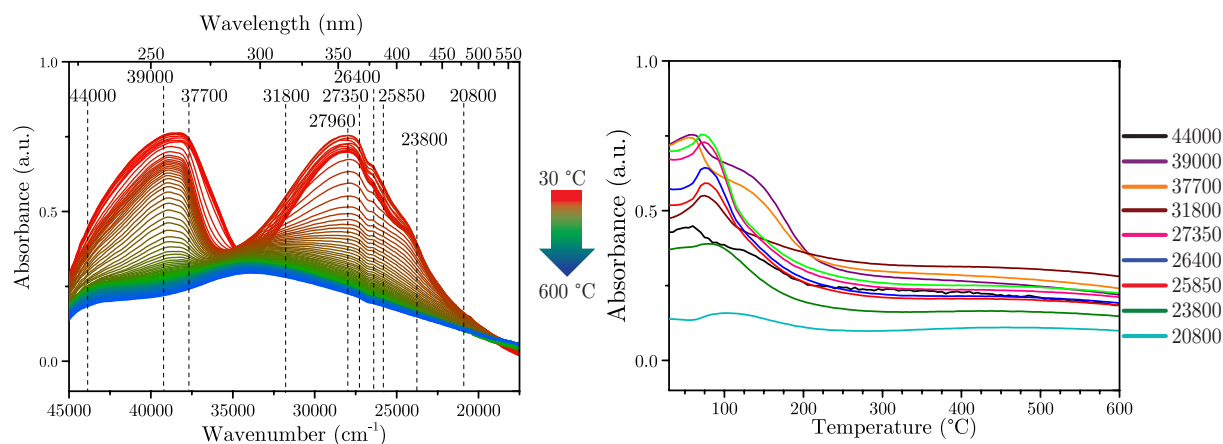 Wavelength (nm)
250 300 350 400 450 500 550
1.0
39000 26400
44000 37700 31800 27350 25850 20800
27960
23800
0.5
0.0
Absorbance (a.u.)
45000 40000 35000 30000 25000 20000
Wavenumber (cm-1)
30 °C
600 °C
1.0
0.5
0.0
Absorbance (a.u.)
100 200 300 400 500 600
Temperature (°C)
44000
39000
37700
31800
27350
26400
25850
23800
20800